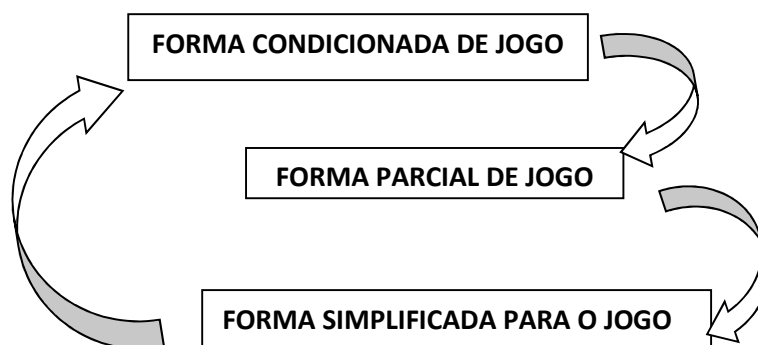 FORMA CONDICIONADA DE JOGO
FORMA PARCIAL DE JOGO
FORMA SIMPLIFICADA PARA O JOGO